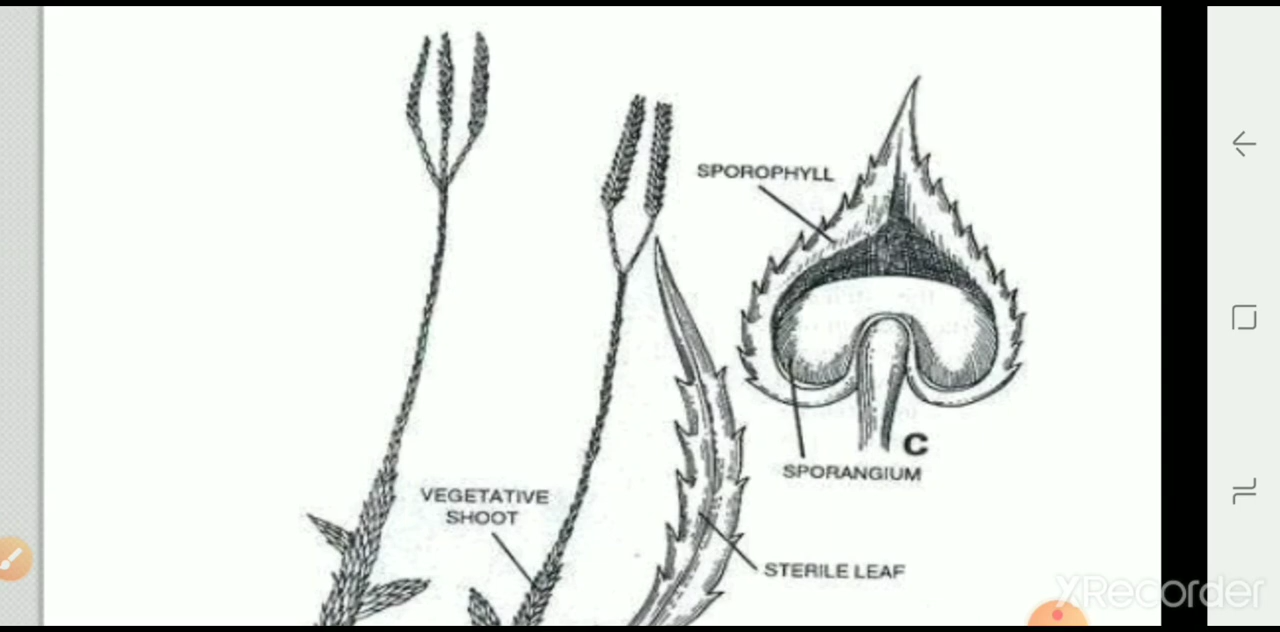 SPOROPHYLL
C
SPORANGIUM
VEGETATIVE
SHOOT
STERILE LEAF
XRecorder